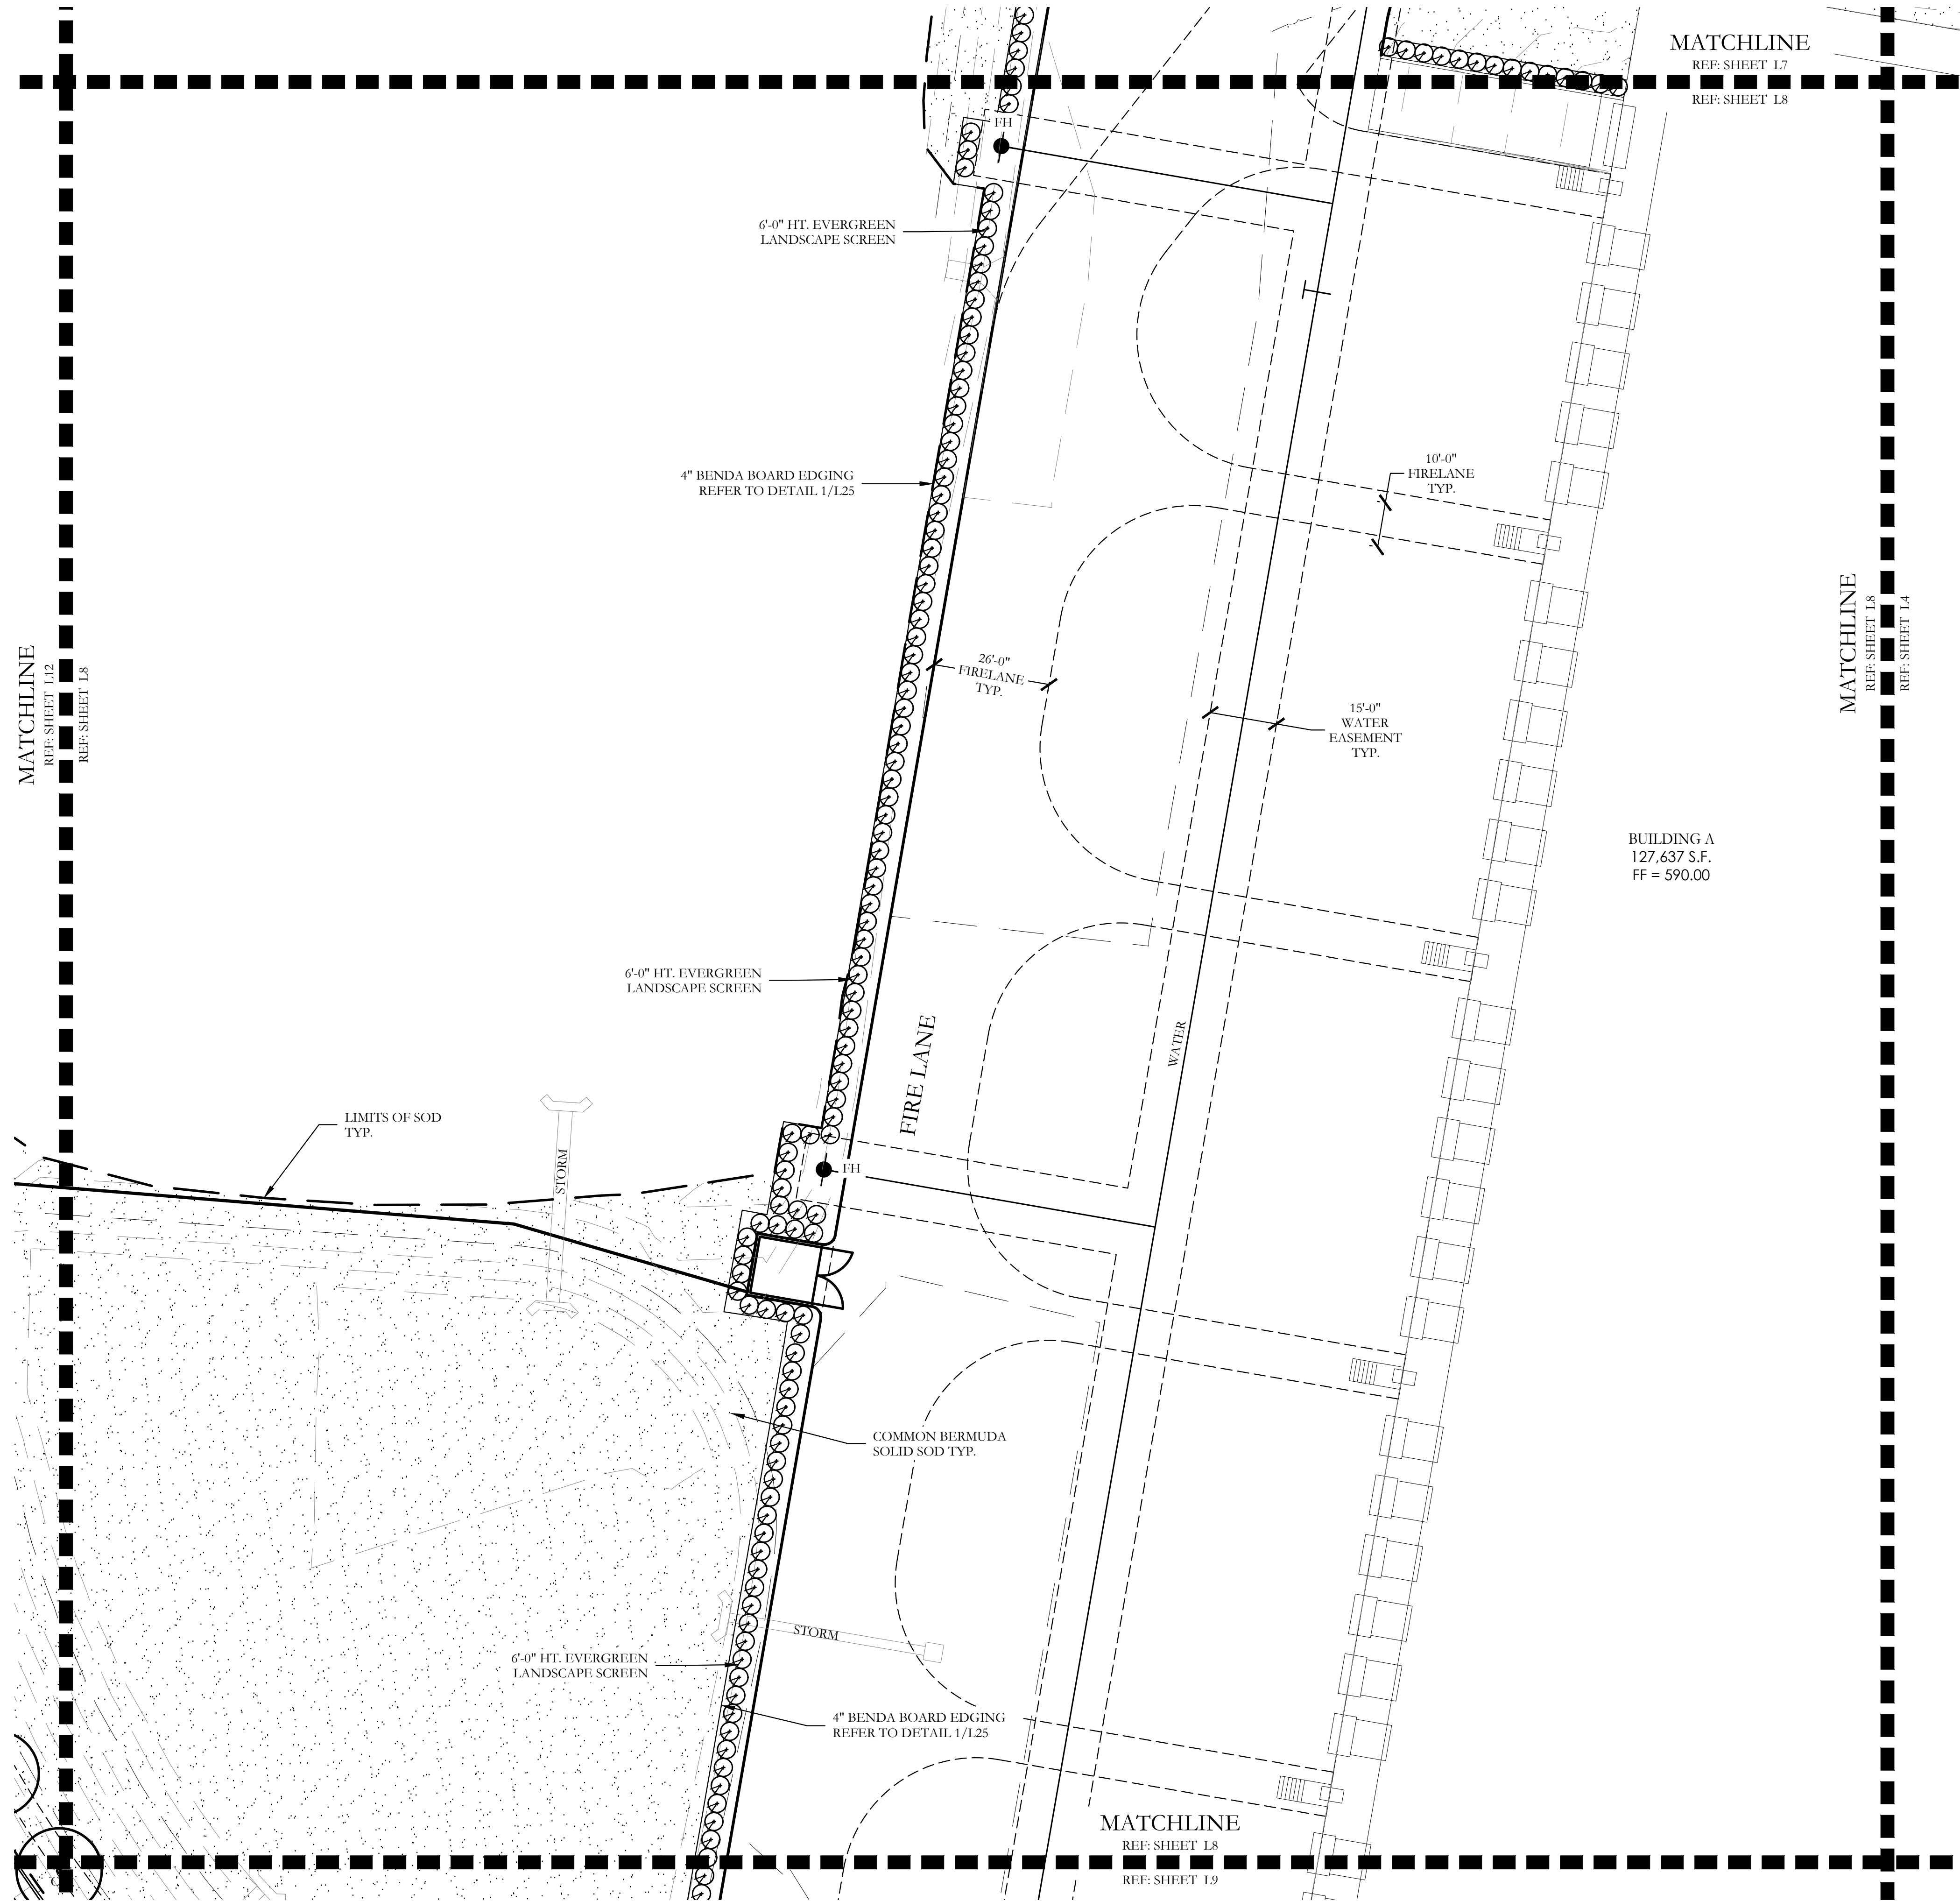 MATCHLINE
REF: SHEET L7
REF: SHEET L8
FH
6'-0" HT. EVERGREEN
LANDSCAPE SCREEN
4" BENDA BOARD EDGING
REFER TO DETAIL 1/L25
10'-0"
FIRELANE
TYP.
MATCHLINE
REF: SHEET L12
REF: SHEET L8
26'-0"
FIRELANE
TYP.
15'-0"
WATER
EASEMENT
TYP.
MATCHLINE
REF: SHEET L8
REF: SHEET L4
BUILDING A
127,637 S.F.
FF = 590.00
6'-0" HT. EVERGREEN
LANDSCAPE SCREEN
FIRE LANE
WATER
LIMITS OF SOD
TYP.
STORM
FH
COMMON BERMUDA
SOLID SOD TYP.
STORM
6'-0" HT. EVERGREEN
LANDSCAPE SCREEN
4" BENDA BOARD EDGING
REFER TO DETAIL 1/L25
MATCHLINE
REF: SHEET L8
REF: SHEET L9